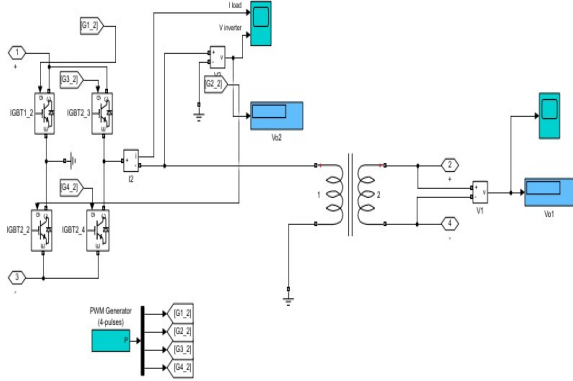 I load
V inverter
[G1_2]
1
+
[G3_2]
[G2_2]
IGBT1_2
IGBT2_3
Vo2
I2
[G4_2]
1
2
2
+
V1
Vo1
4
-
IGBT2_2
IGBT2_4
3
-
PWM Generator
(4-pulses)
P
[G1_2]
[G2_2]
[G3_2]
[G4_2]